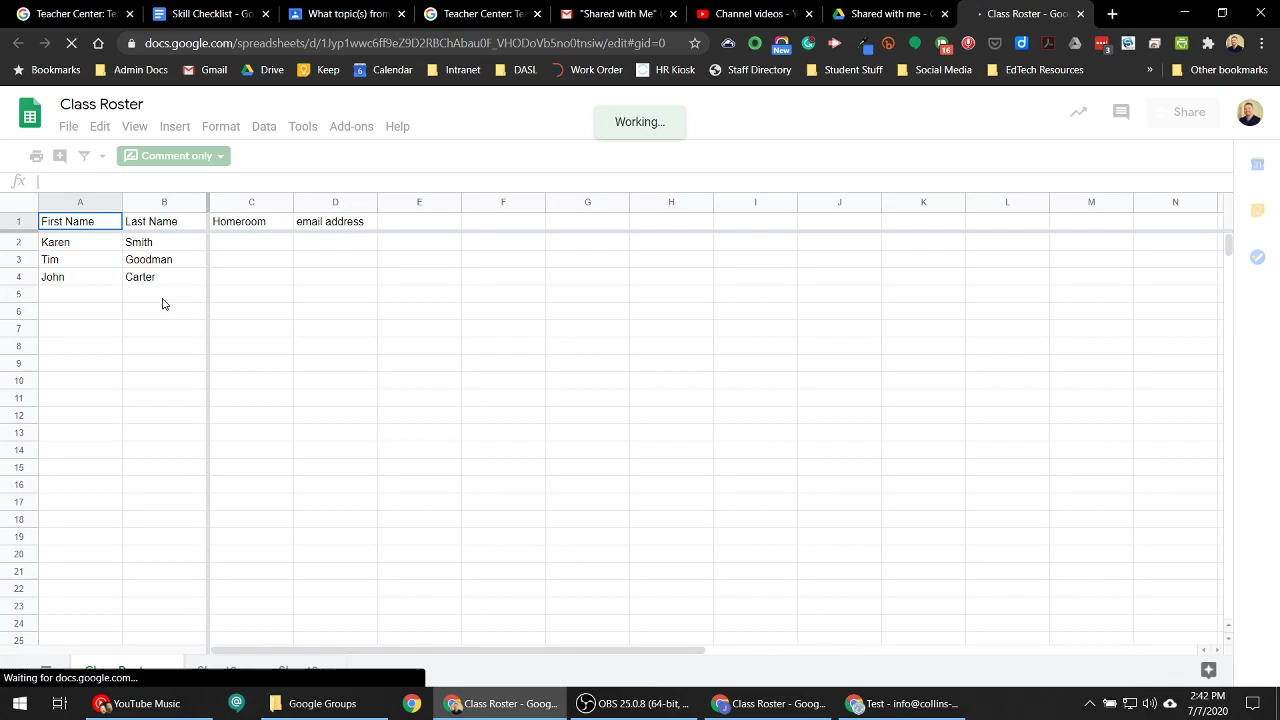 Teacher Center: Te
Skill Checklist - Go
What topic(s) from
Teacher Center: Te
"Shared with Me"
Channel videos - Y
Shared with me - G
Class Roster - Goo
docs.google.com/spreadsheets/d/1Jyp1wwc6ff9eZ9D2RBChAbau0F_VHODoVb5no0tnsiw/edit#gid=0
New
16
3
Bookmarks
Admin Docs
Gmail
Drive
Keep
6
Calendar
Intranet
DASL
Work Order
HR Kiosk
Staff Directory
Student Stuff
Social Media
EdTech Resources
»
Other bookmarks
Class Roster
File Edit View Insert Format Data Tools Add-ons Help
Working...
Share
Comment only
fx
A B C D E F G H I J K L M N
1 First Name Last Name Homeroom email address
2 Karen Smith
3 Tim Goodman
4 John Carter
5
6
7
8
9
10
11
12
13
14
15
16
17
18
19
20
21
22
23
24
25
31
Waiting for docs.google.com...
YouTube Music
Google Groups
Class Roster - Goog...
OBS 25.0.8 (64-bit, ...
Class Roster - Goog...
Test - info@collins-...
2:42 PM
7/7/2020